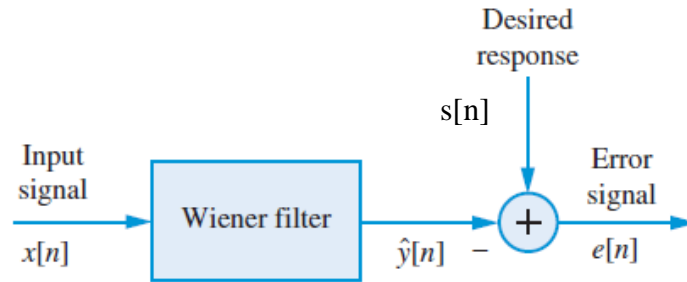 Desired
response
s[n]
Input
signal
Wiener filter
+
Error
signal
x[n]
ŷ[n]
−
e[n]